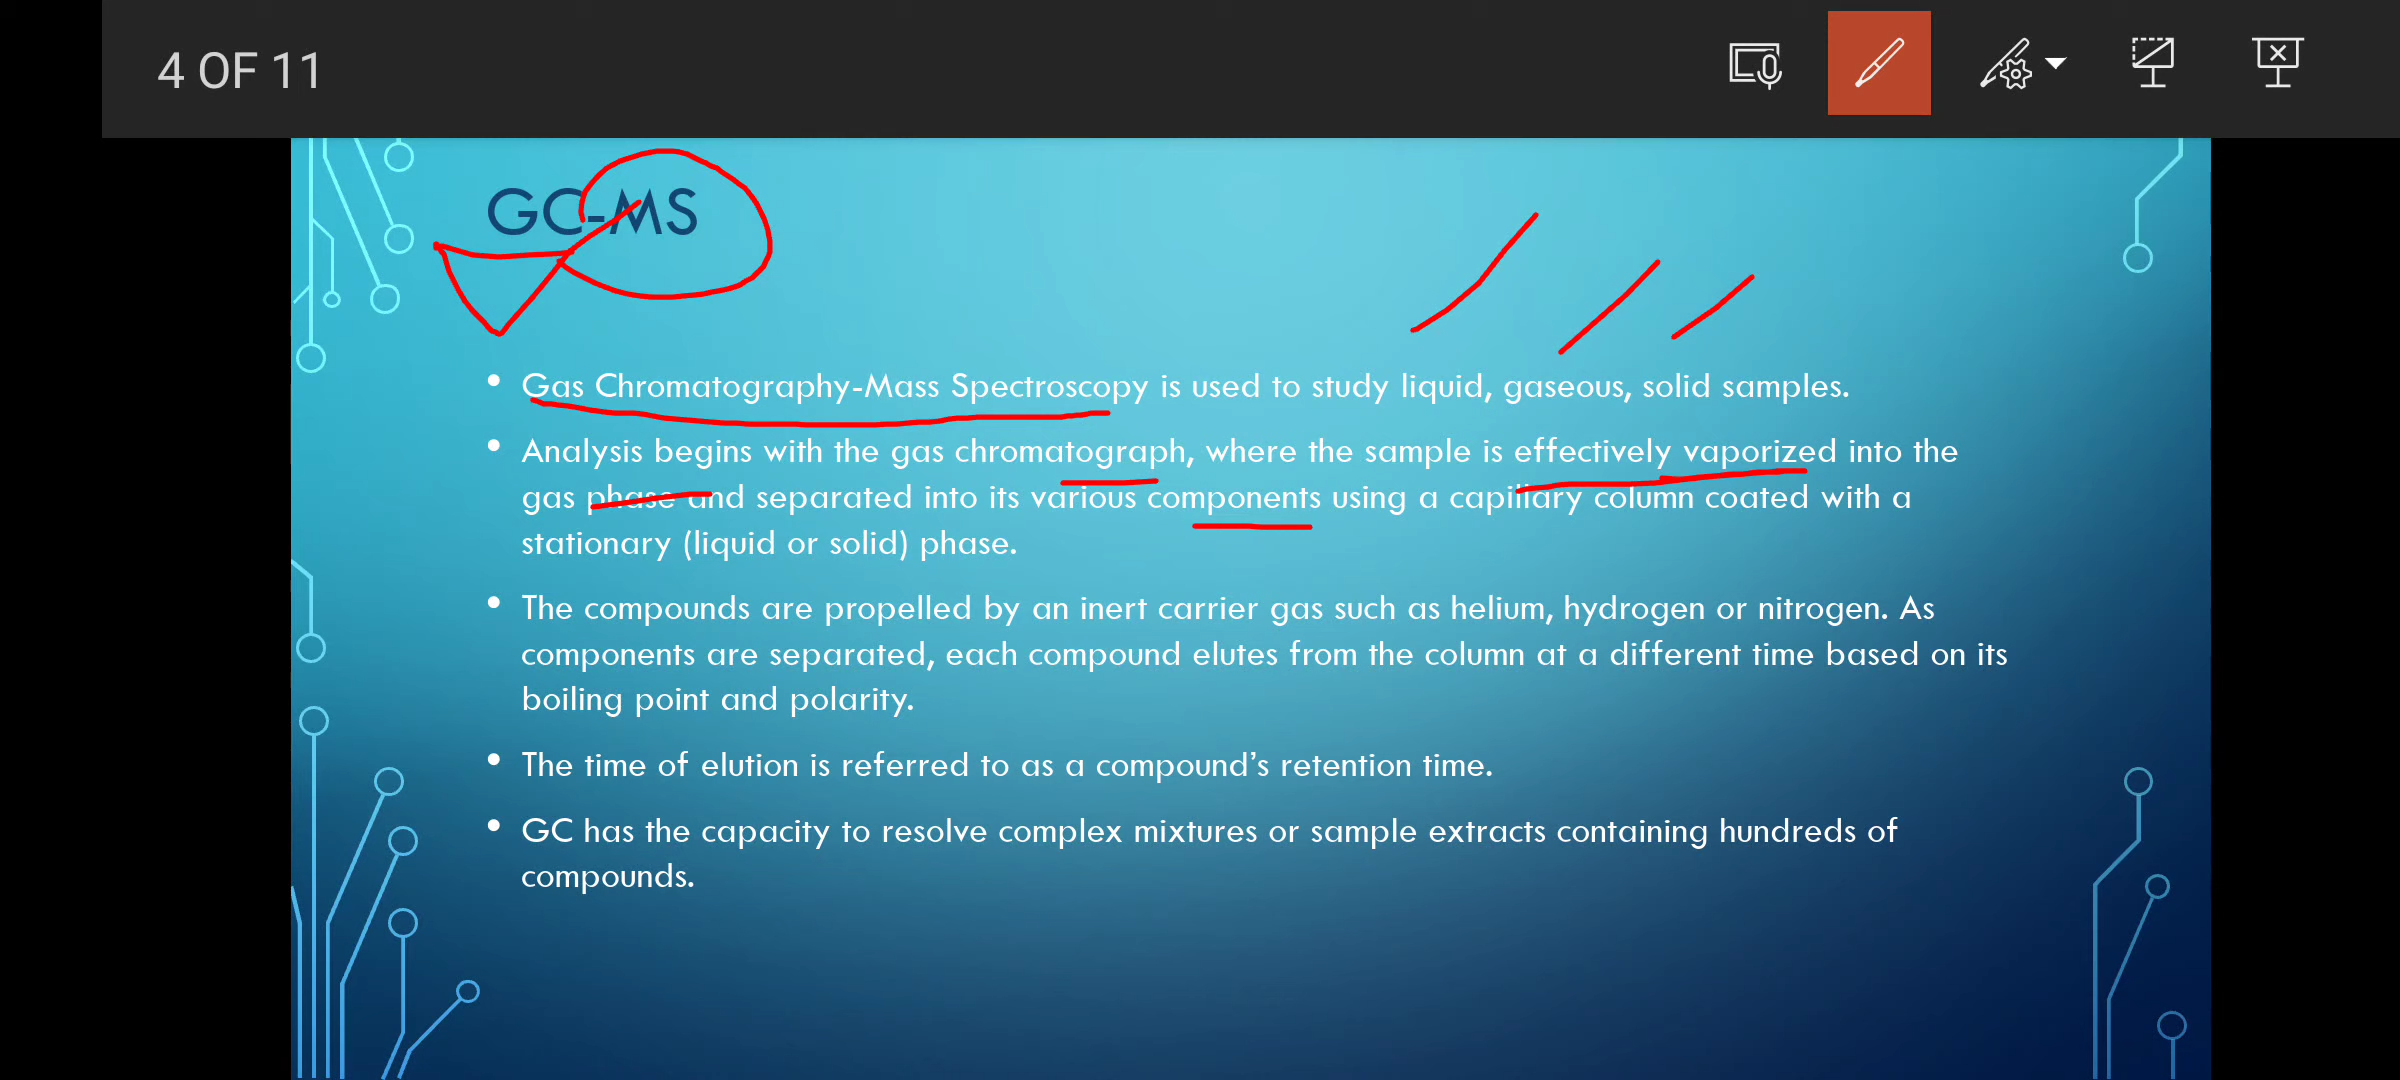 4 OF 11
GC-MS
• Gas Chromatography-Mass Spectroscopy is used to study liquid, gaseous, solid samples.
• Analysis begins with the gas chromatograph, where the sample is effectively vaporized into the
gas phase and separated into its various components using a capillary column coated with a
stationary (liquid or solid) phase.
• The compounds are propelled by an inert carrier gas such as helium, hydrogen or nitrogen. As
components are separated, each compound elutes from the column at a different time based on its
boiling point and polarity.
• The time of elution is referred to as a compound’s retention time.
• GC has the capacity to resolve complex mixtures or sample extracts containing hundreds of
compounds.